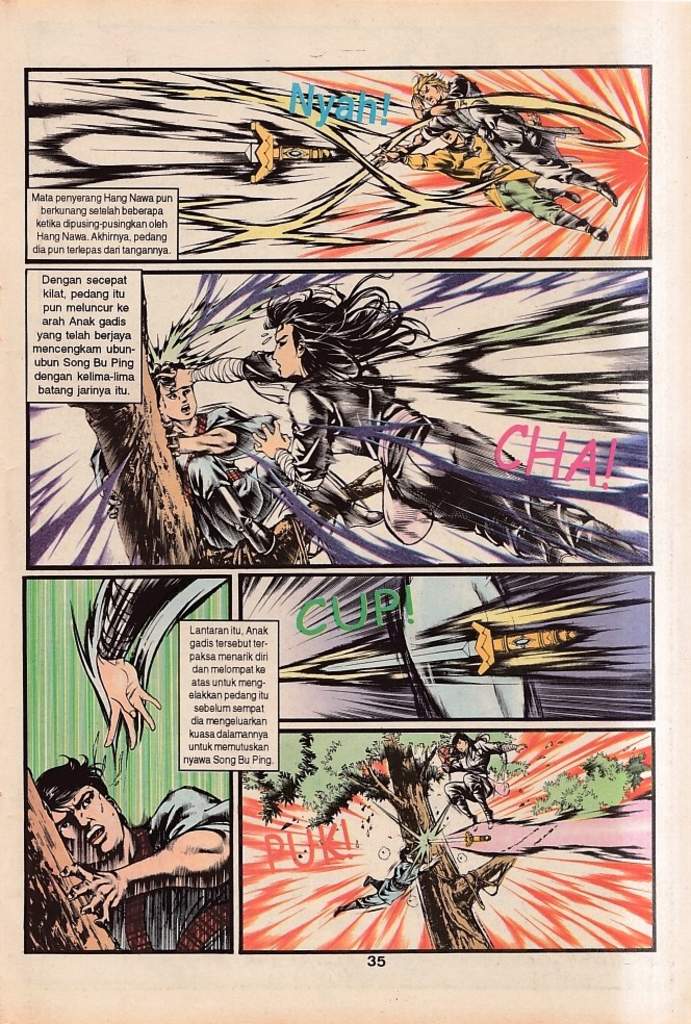 Nyah!
Mata penyerang Hang Nawa pun
berkunang setelah beberapa
ketika dipusing-pusingkan oleh
Hang Nawa. Akhirnya, pedang
dia pun terlepas dari tangannya.
Dengan secepat
kilat, pedang itu
pun meluncur ke
arah Anak gadis
yang telah berjaya
mencengkam ubun-
ubun Song Bu Ping
dengan kelima-lima
batang jarinya itu.
CHA!
Lantaran itu, Anak
gadis tersebut ter-
paksa menarik diri
dan melompat ke
atas untuk meng-
elakkan pedang itu
sebelum sempat
dia mengeluarkan
kuasa dalamannya
untuk memutuskan
nyawa Song Bu Ping.
CUP!
PUK!
35